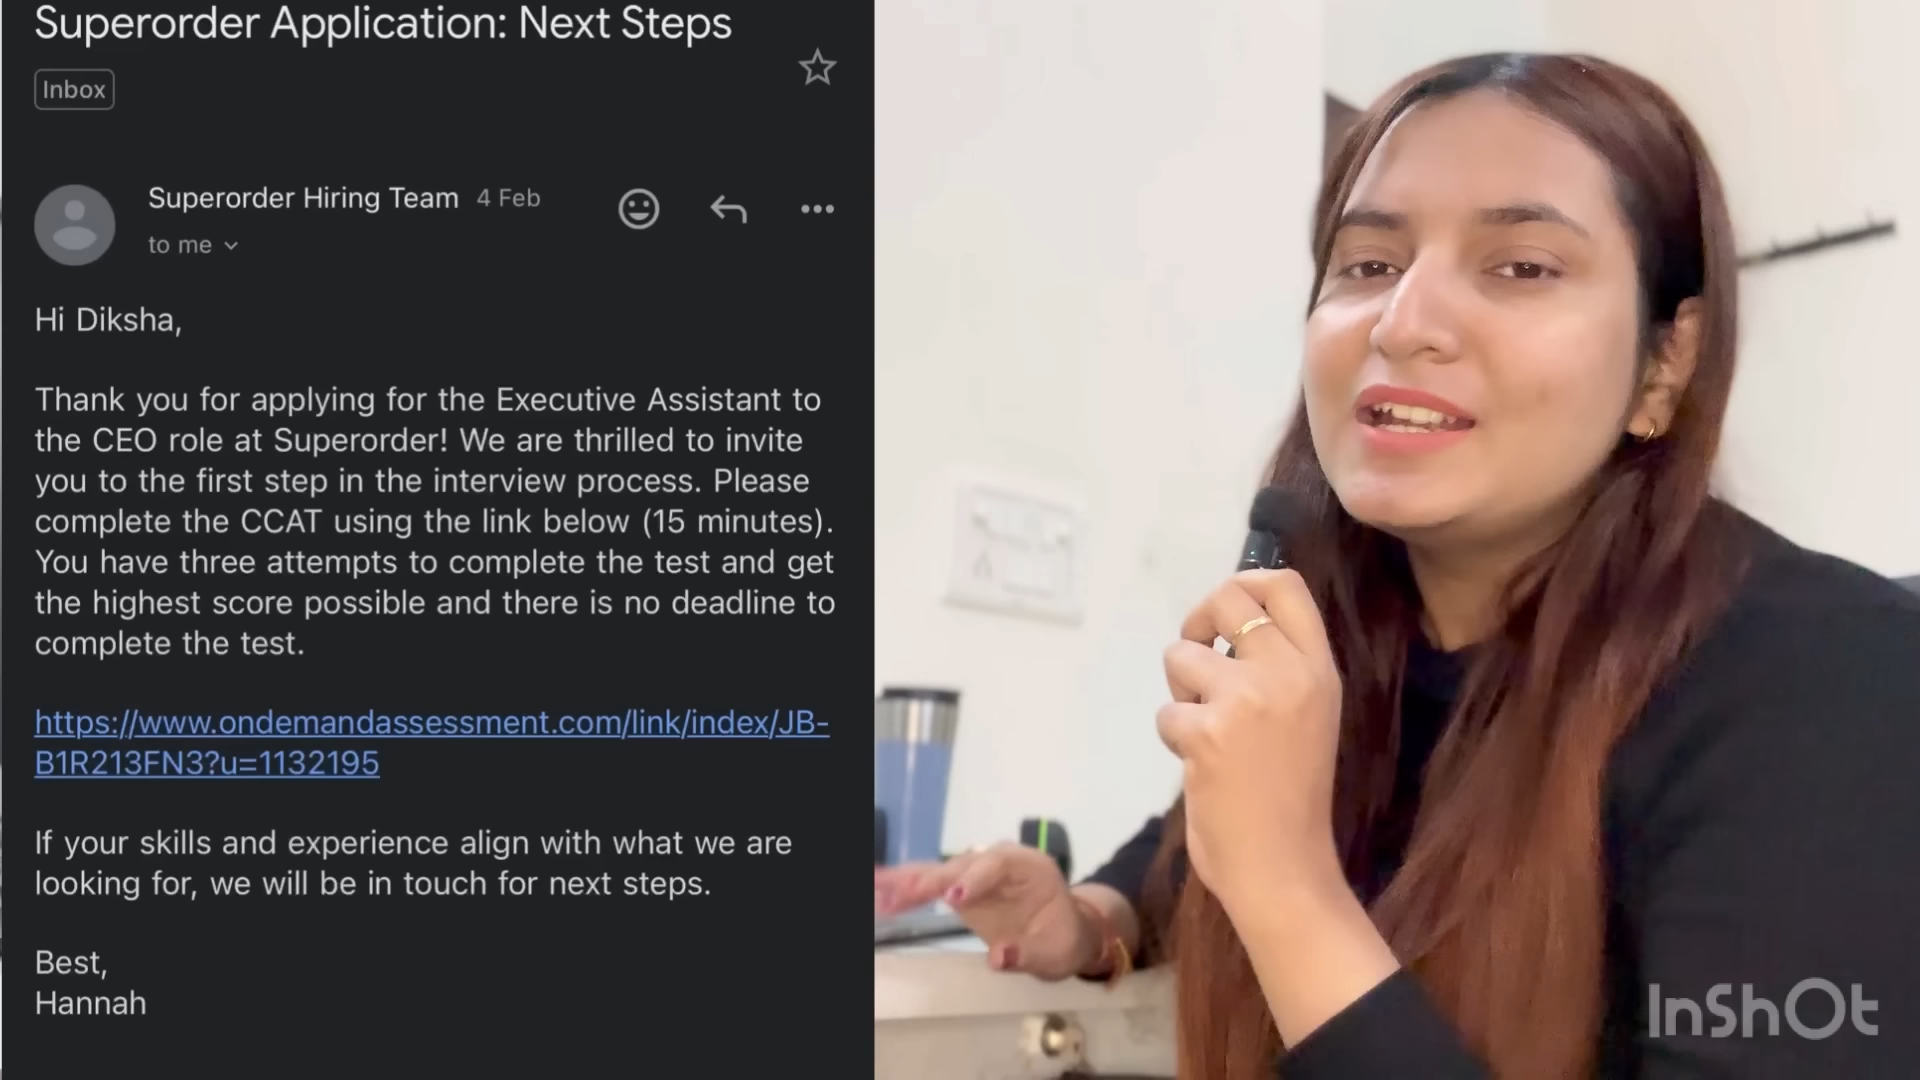 Superorder Application: Next Steps
Inbox
Superorder Hiring Team 4 Feb
to me
Hi Diksha,
Thank you for applying for the Executive Assistant to
the CEO role at Superorder! We are thrilled to invite
you to the first step in the interview process. Please
complete the CCAT using the link below (15 minutes).
You have three attempts to complete the test and get
the highest score possible and there is no deadline to
complete the test.
https://www.ondemandassessment.com/link/index/JB-
B1R213FN3?u=1132195
If your skills and experience align with what we are
looking for, we will be in touch for next steps.
Best,
Hannah
InShOt